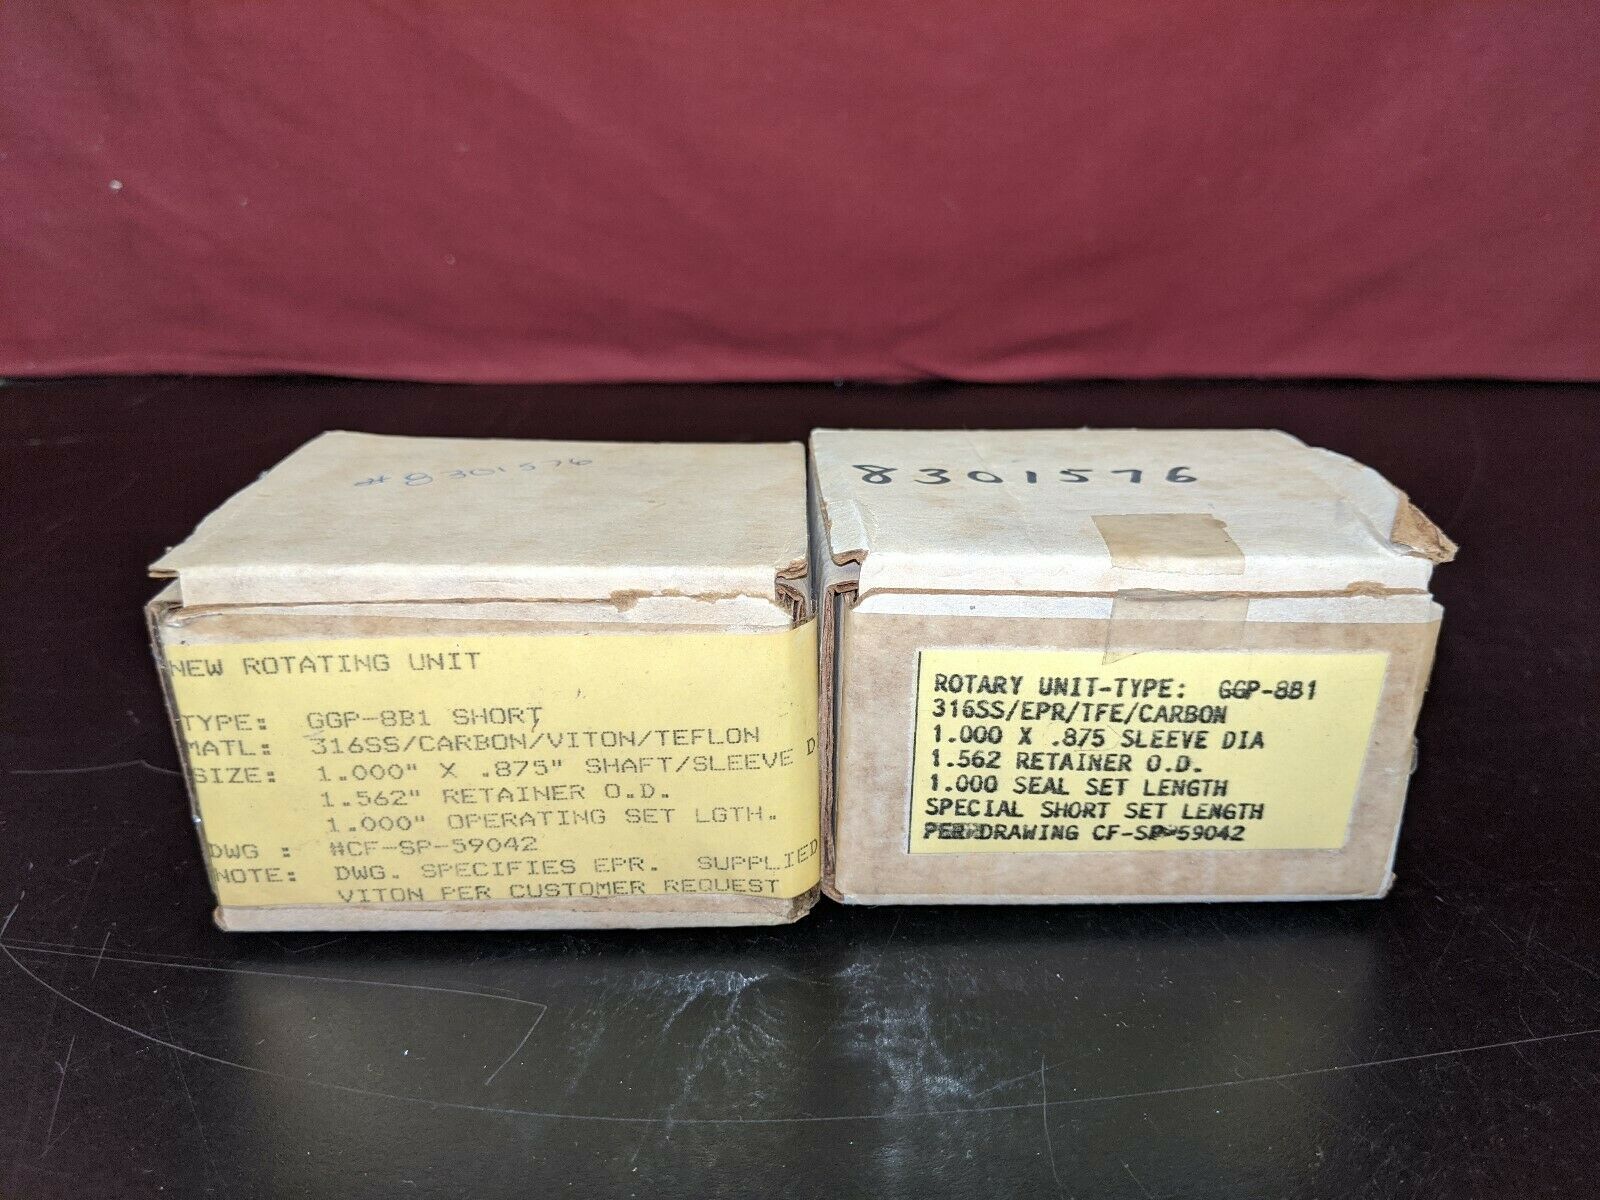 #8301576
NEW ROTATING UNIT
TYPE: GGP-8B1 SHORT
MATL: 316SS/CARBON/VITON/TEFLON
SIZE: 1.000" X .875" SHAFT/SLEEVE D
1.562" RETAINER O.D.
1.000" OPERATING SET LGTH.
DWG : #CF-SP-59042
NOTE: DWG. SPECIFIES EPR. SUPPLIED
VITON PER CUSTOMER REQUEST
8301576
ROTARY UNIT-TYPE: GGP-8B1
316SS/EPR/TFE/CARBON
1.000 X .875 SLEEVE DIA
1.562 RETAINER O.D.
1.000 SEAL SET LENGTH
SPECIAL SHORT SET LENGTH
PER DRAWING CF-SP-59042